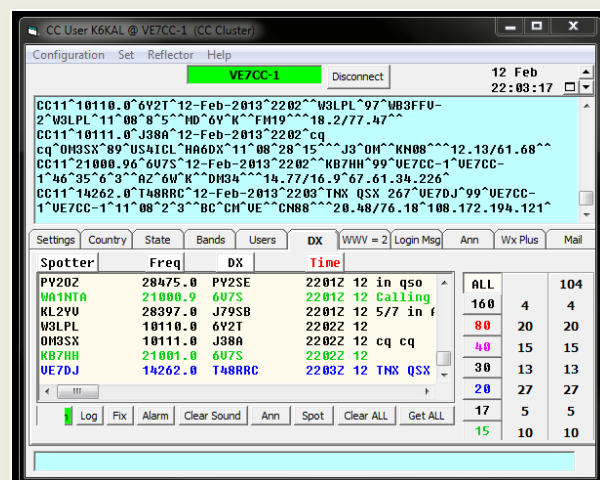 CC User K6KAL @ VE7CC-1 (CC Cluster)
Configuration Set Reflector Help
VE7CC-1 Disconnect 12 Feb
22:03:17
CC11^10110.0^6Y2T^12-Feb-2013^2202^^W3LPL^97^WB3FFV-
2^W3LPL^11^08^8^5^^MD^6Y^K^^FM19^^^18.2/77.47^^
CC11^10111.0^J38A^12-Feb-2013^2202^cq
cq^OM3SX^89^US4ICL^HA6DX^11^08^28^15^^^J3^OM^^KN08^^^12.13/61.68^^
CC11^21000.96^6V7S^12-Feb-2013^2202^^KB7HH^99^VE7CC-1^VE7CC-
1^46^35^6^3^^AZ^6W^K^^DM34^^^14.77/16.9^67.61.34.226^
CC11^14262.0^T48RRC^12-Feb-2013^2203^TNX QSX 267^VE7DJ^99^VE7CC-
1^VE7CC-1^11^08^2^3^^BC^CM^VE^^CN88^^^20.48/76.18^108.172.194.121^
Settings Country State Bands Users DX WWV = 2 Login Msg Ann Wx Plus Mail
Spotter Freq DX Time
PY2OZ 28475.0 PY2SE 2201Z 12 in qso
WA1NTA 21000.9 6V7S 2201Z 12 Calling
KL2YU 28397.0 J79SB 2201Z 12 5/7 in
W3LPL 10110.0 6Y2T 2202Z 12
OM3SX 10111.0 J38A 2202Z 12 cq cq
KB7HH 21001.0 6V7S 2202Z 12
VE7DJ 14262.0 T48RRC 2203Z 12 TNX QSX
ALL 104
160 4 4
80 20 20
40 15 15
30 13 13
20 27 27
17 5 5
15 10 10
Log Fix Alarm Clear Sound Ann Spot Clear ALL Get ALL